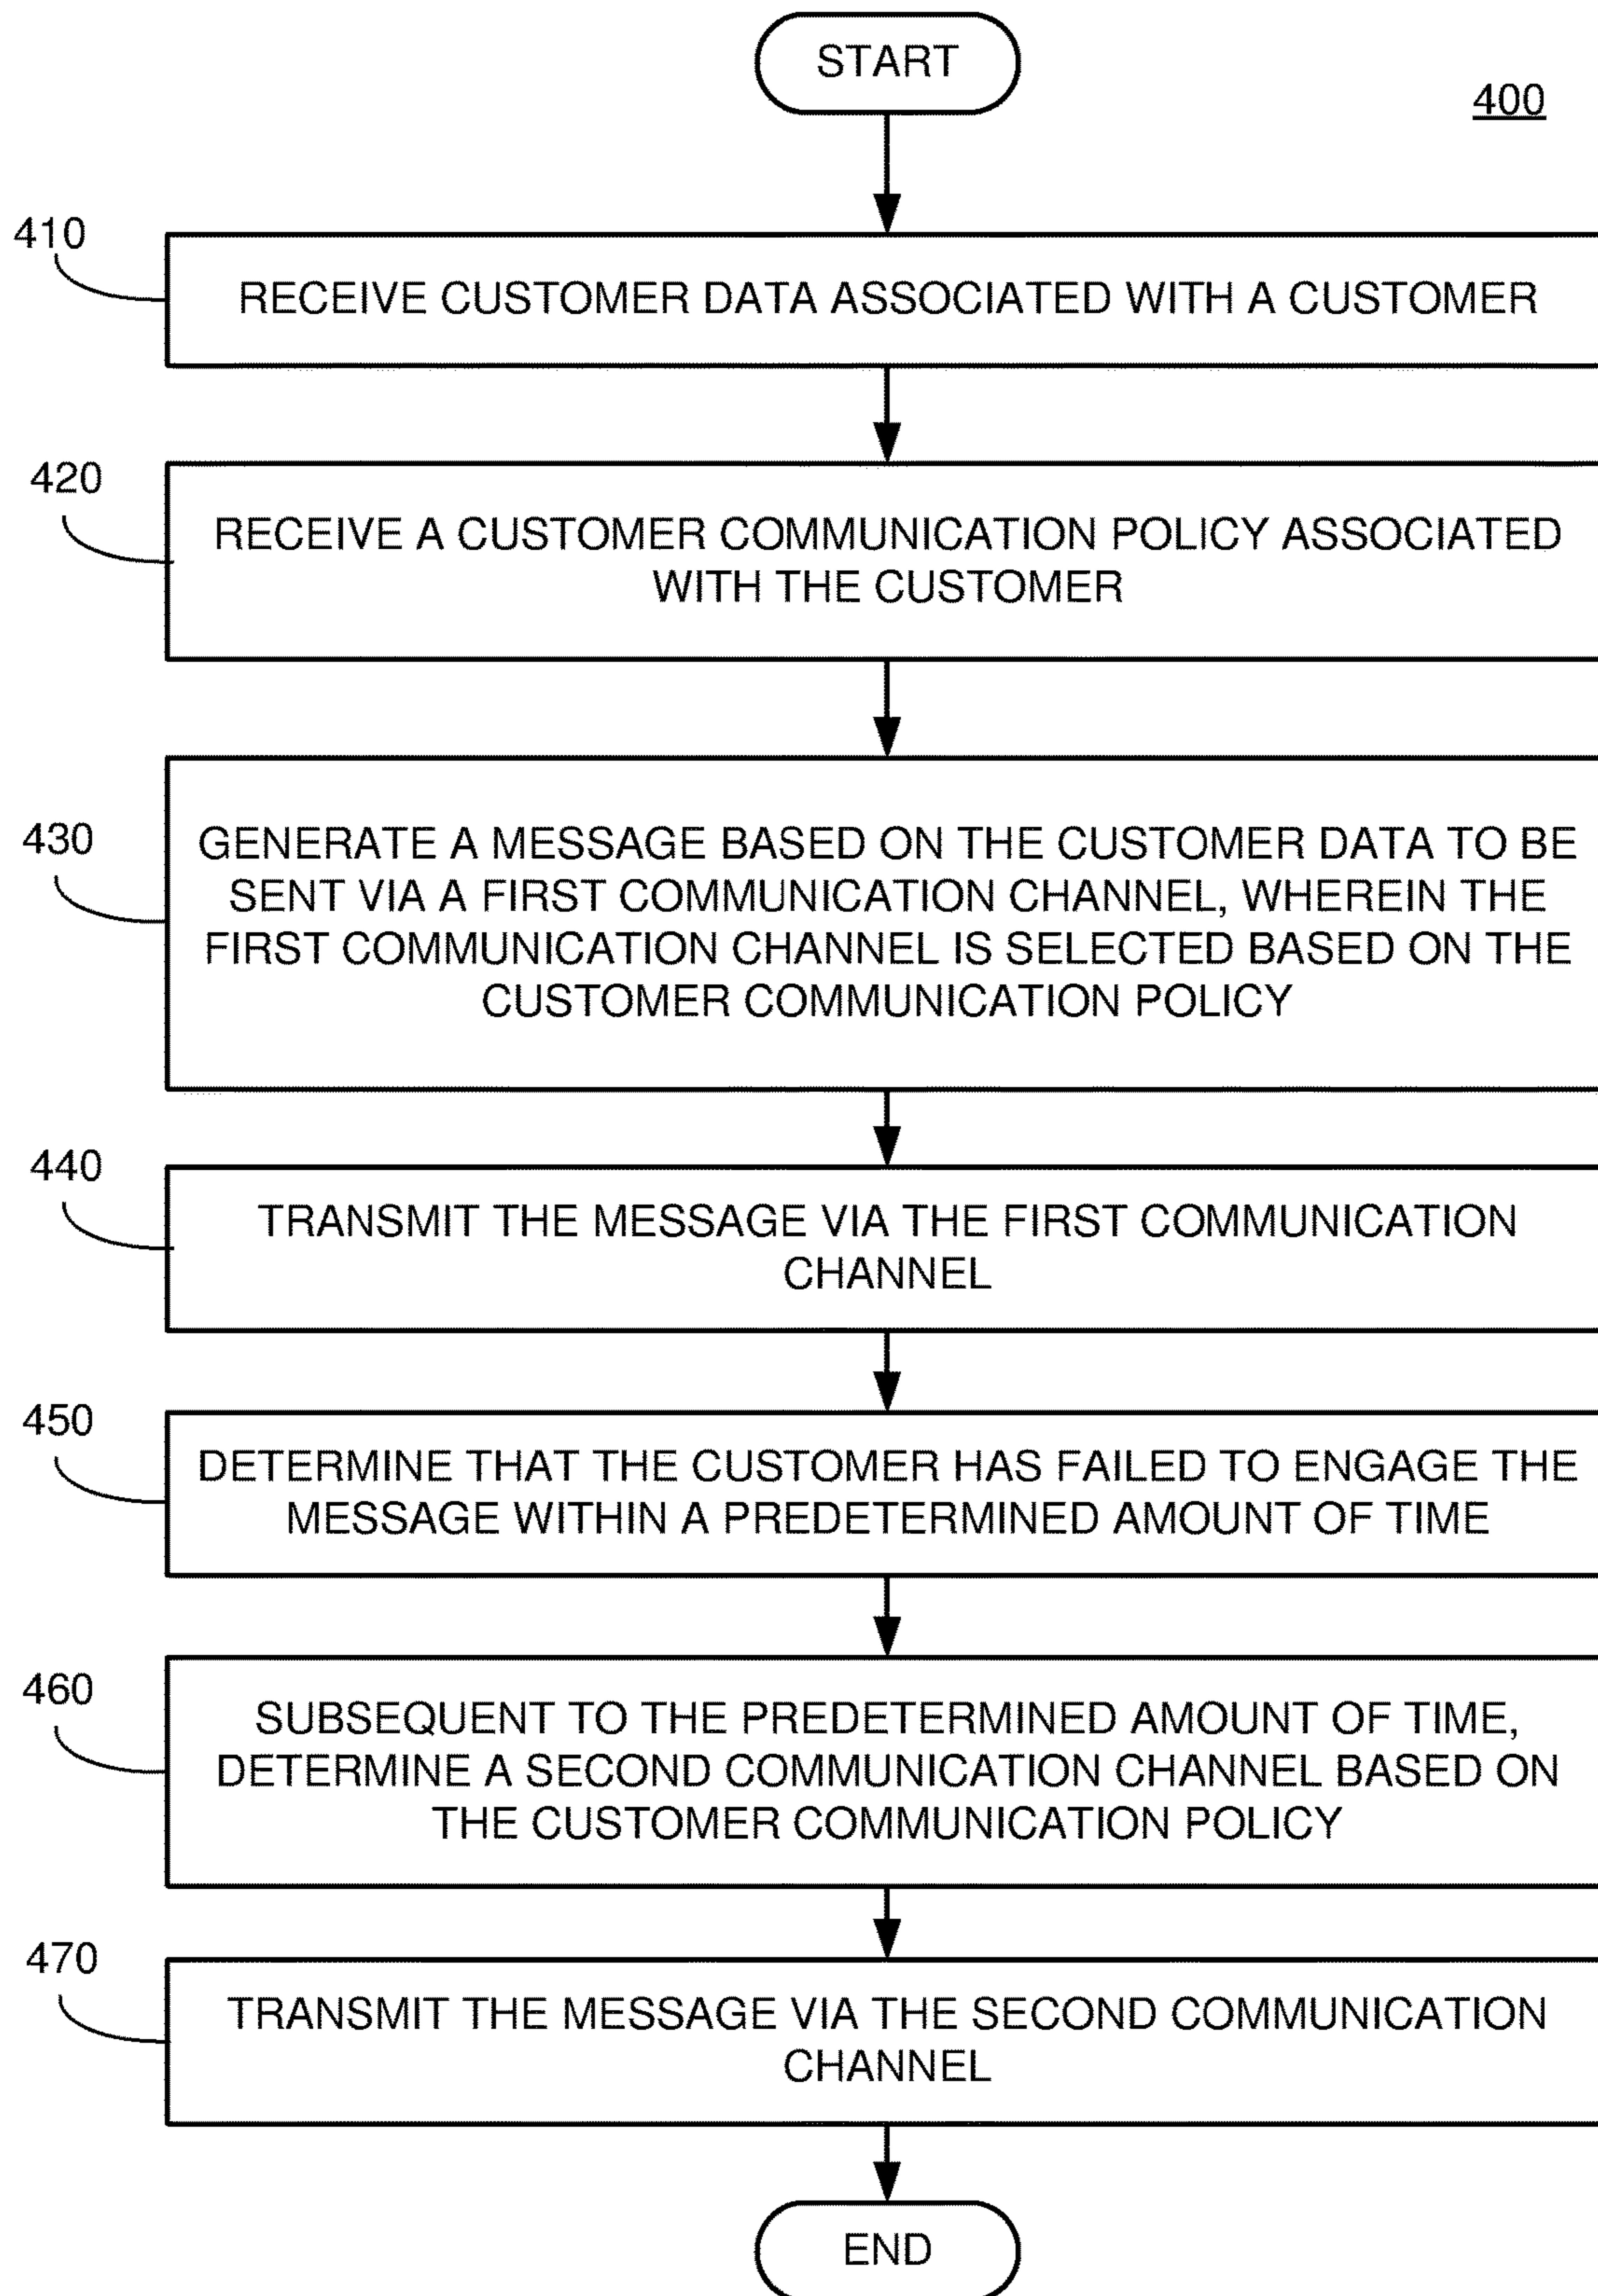 START
400
410
RECEIVE CUSTOMER DATA ASSOCIATED WITH A CUSTOMER
420
RECEIVE A CUSTOMER COMMUNICATION POLICY ASSOCIATED
WITH THE CUSTOMER
430
GENERATE A MESSAGE BASED ON THE CUSTOMER DATA TO BE
SENT VIA A FIRST COMMUNICATION CHANNEL, WHEREIN THE
FIRST COMMUNICATION CHANNEL IS SELECTED BASED ON THE
CUSTOMER COMMUNICATION POLICY
440
TRANSMIT THE MESSAGE VIA THE FIRST COMMUNICATION
CHANNEL
450
DETERMINE THAT THE CUSTOMER HAS FAILED TO ENGAGE THE
MESSAGE WITHIN A PREDETERMINED AMOUNT OF TIME
460
SUBSEQUENT TO THE PREDETERMINED AMOUNT OF TIME,
DETERMINE A SECOND COMMUNICATION CHANNEL BASED ON
THE CUSTOMER COMMUNICATION POLICY
470
TRANSMIT THE MESSAGE VIA THE SECOND COMMUNICATION
CHANNEL
END